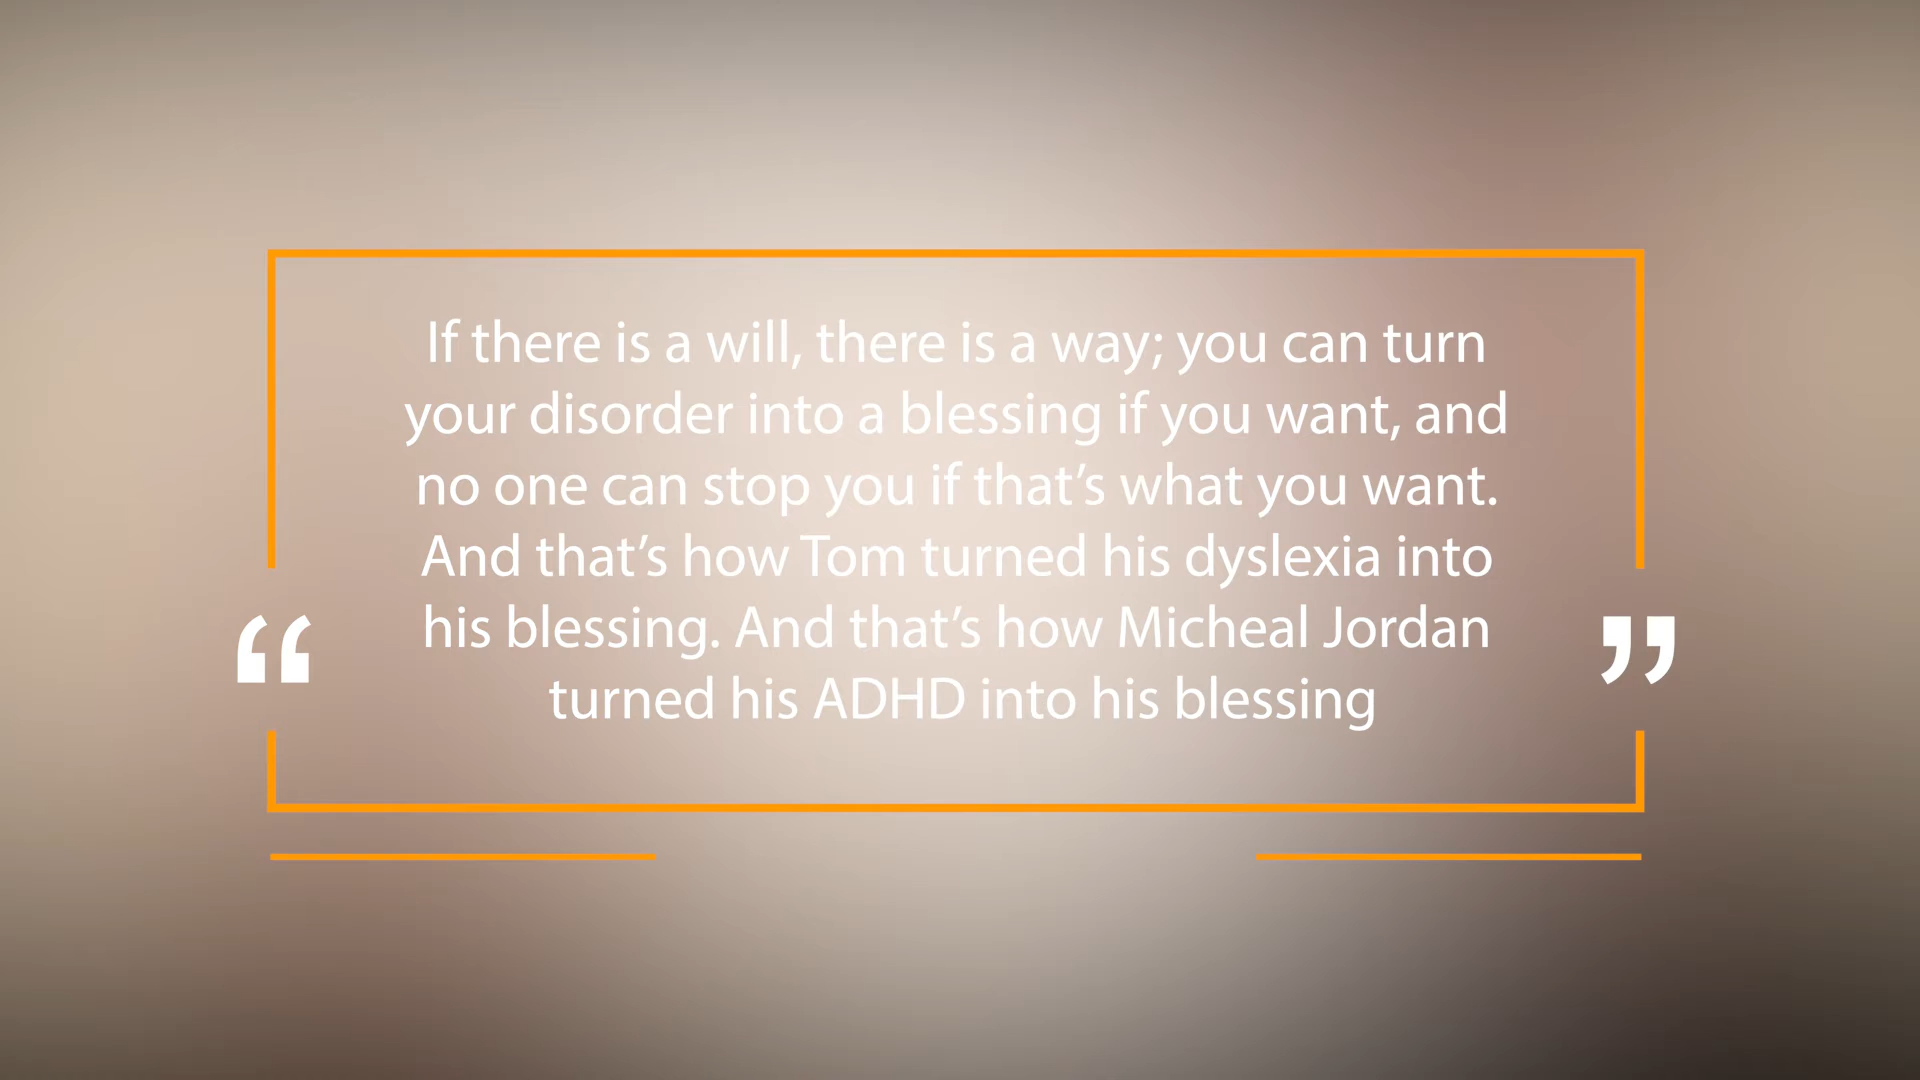 If there is a will, there is a way; you can turn
your disorder into a blessing if you want, and
no one can stop you if that’s what you want.
And that’s how Tom turned his dyslexia into
his blessing. And that’s how Micheal Jordan
turned his ADHD into his blessing
“ ”